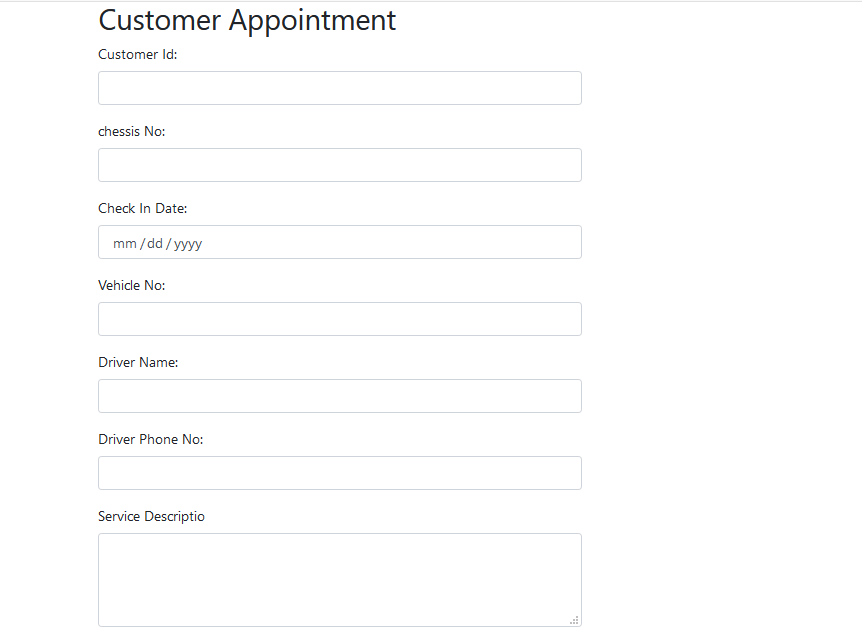 Customer Appointment
Customer Id:
chessis No:
Check In Date:
mm/dd/yyyy
Vehicle No:
Driver Name:
Driver Phone No:
Service Descriptio